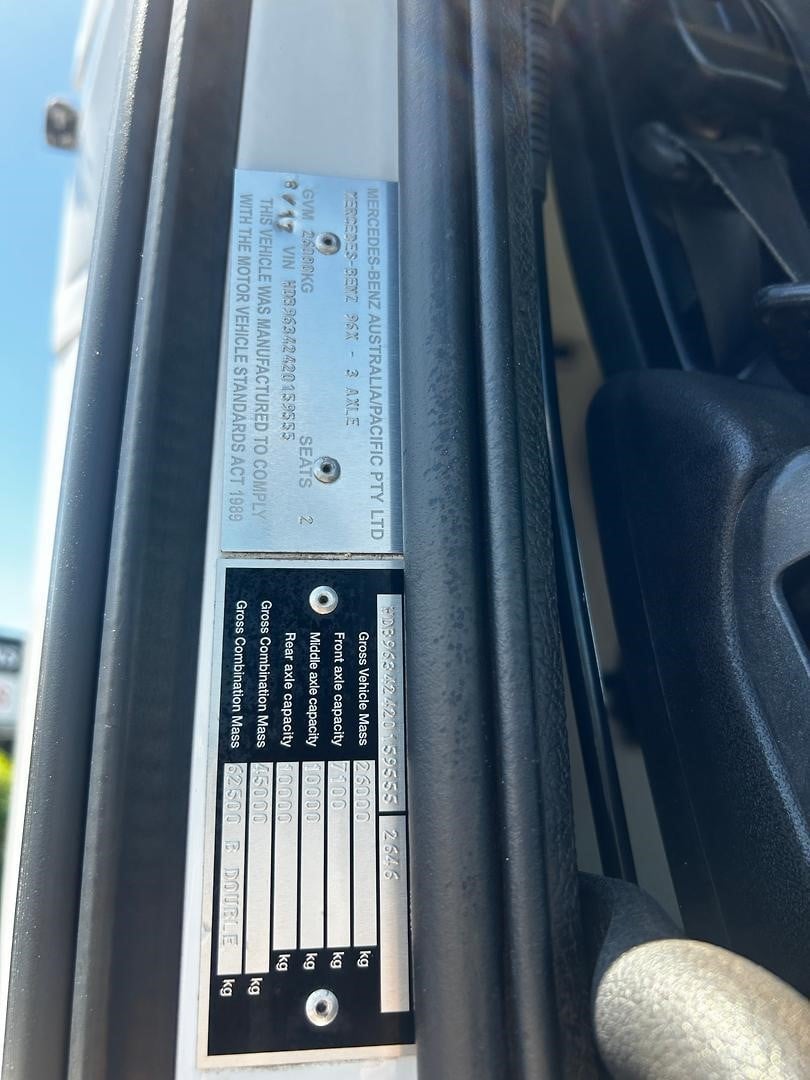 MERCEDES-BENZ AUSTRALIA/PACIFIC PTY LTD
MERCEDES-BENZ 96X - 3 AXLE
GVM 26000KG SEATS 2
8/17 VIN WDB96342420159555
THIS VEHICLE WAS MANUFACTURED TO COMPLY
WITH THE MOTOR VEHICLE STANDARDS ACT 1989
WDB96342420159555 2646
Gross Vehicle Mass 26000 kg
Front axle capacity 7100 kg
Middle axle capacity 10000 kg
Rear axle capacity 10000 kg
Gross Combination Mass 45000 kg
Gross Combination Mass 62500 B DOUBLE kg